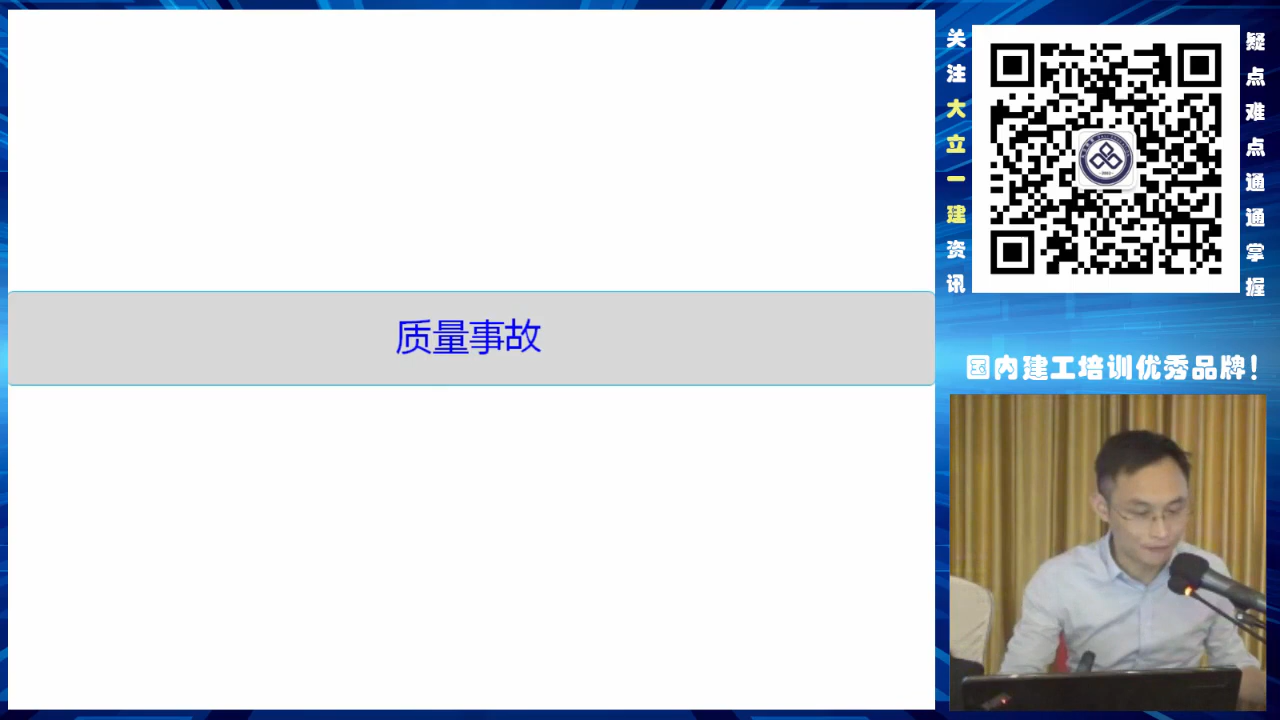 质量事故
关注大立一建资讯
疑点难点通通掌握
国内建工培训优秀品牌！